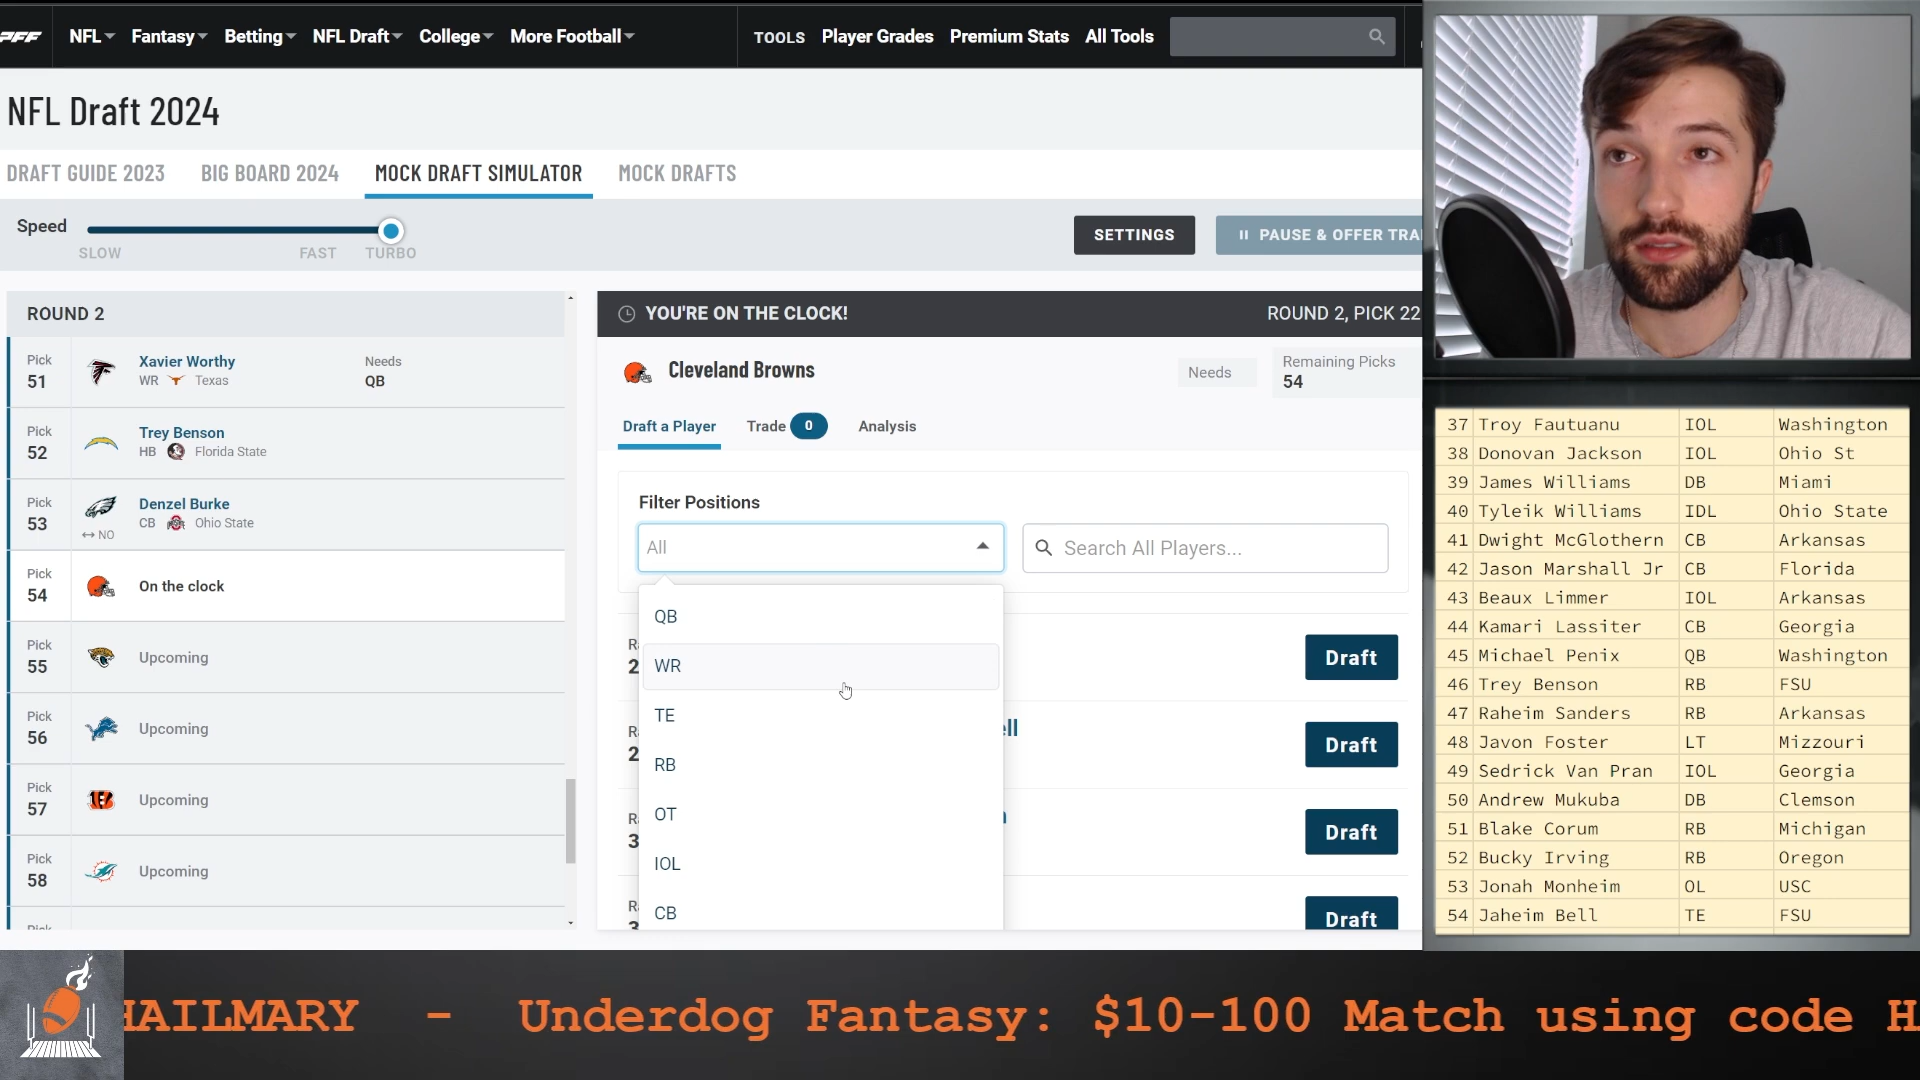 PFF NFL Fantasy Betting NFL Draft College More Football TOOLS Player Grades Premium Stats All Tools
NFL Draft 2024
DRAFT GUIDE 2023 BIG BOARD 2024 MOCK DRAFT SIMULATOR MOCK DRAFTS
Speed
SLOW FAST TURBO
SETTINGS
PAUSE & OFFER TRA
ROUND 2
Pick 51
Xavier Worthy
WR Texas
Needs
QB
Pick 52
Trey Benson
HB Florida State
Pick 53
↔ NO
Denzel Burke
CB Ohio State
Pick 54
On the clock
Pick 55
Upcoming
Pick 56
Upcoming
Pick 57
Upcoming
Pick 58
Upcoming
YOU'RE ON THE CLOCK! ROUND 2, PICK 22
Cleveland Browns
Needs
Remaining Picks
54
Draft a Player Trade 0 Analysis
Filter Positions
All
Search All Players...
QB
WR
TE
RB
OT
IOL
CB
Draft
Draft
Draft
Draft
37 Troy Fautuanu IOL Washington
38 Donovan Jackson IOL Ohio St
39 James Williams DB Miami
40 Tyleik Williams IDL Ohio State
41 Dwight McGlothern CB Arkansas
42 Jason Marshall Jr CB Florida
43 Beaux Limmer IOL Arkansas
44 Kamari Lassiter CB Georgia
45 Michael Penix QB Washington
46 Trey Benson RB FSU
47 Raheim Sanders RB Arkansas
48 Javon Foster LT Mizzouri
49 Sedrick Van Pran IOL Georgia
50 Andrew Mukuba DB Clemson
51 Blake Corum RB Michigan
52 Bucky Irving RB Oregon
53 Jonah Monheim OL USC
54 Jaheim Bell TE FSU
HAILMARY - Underdog Fantasy: $10-100 Match using code H